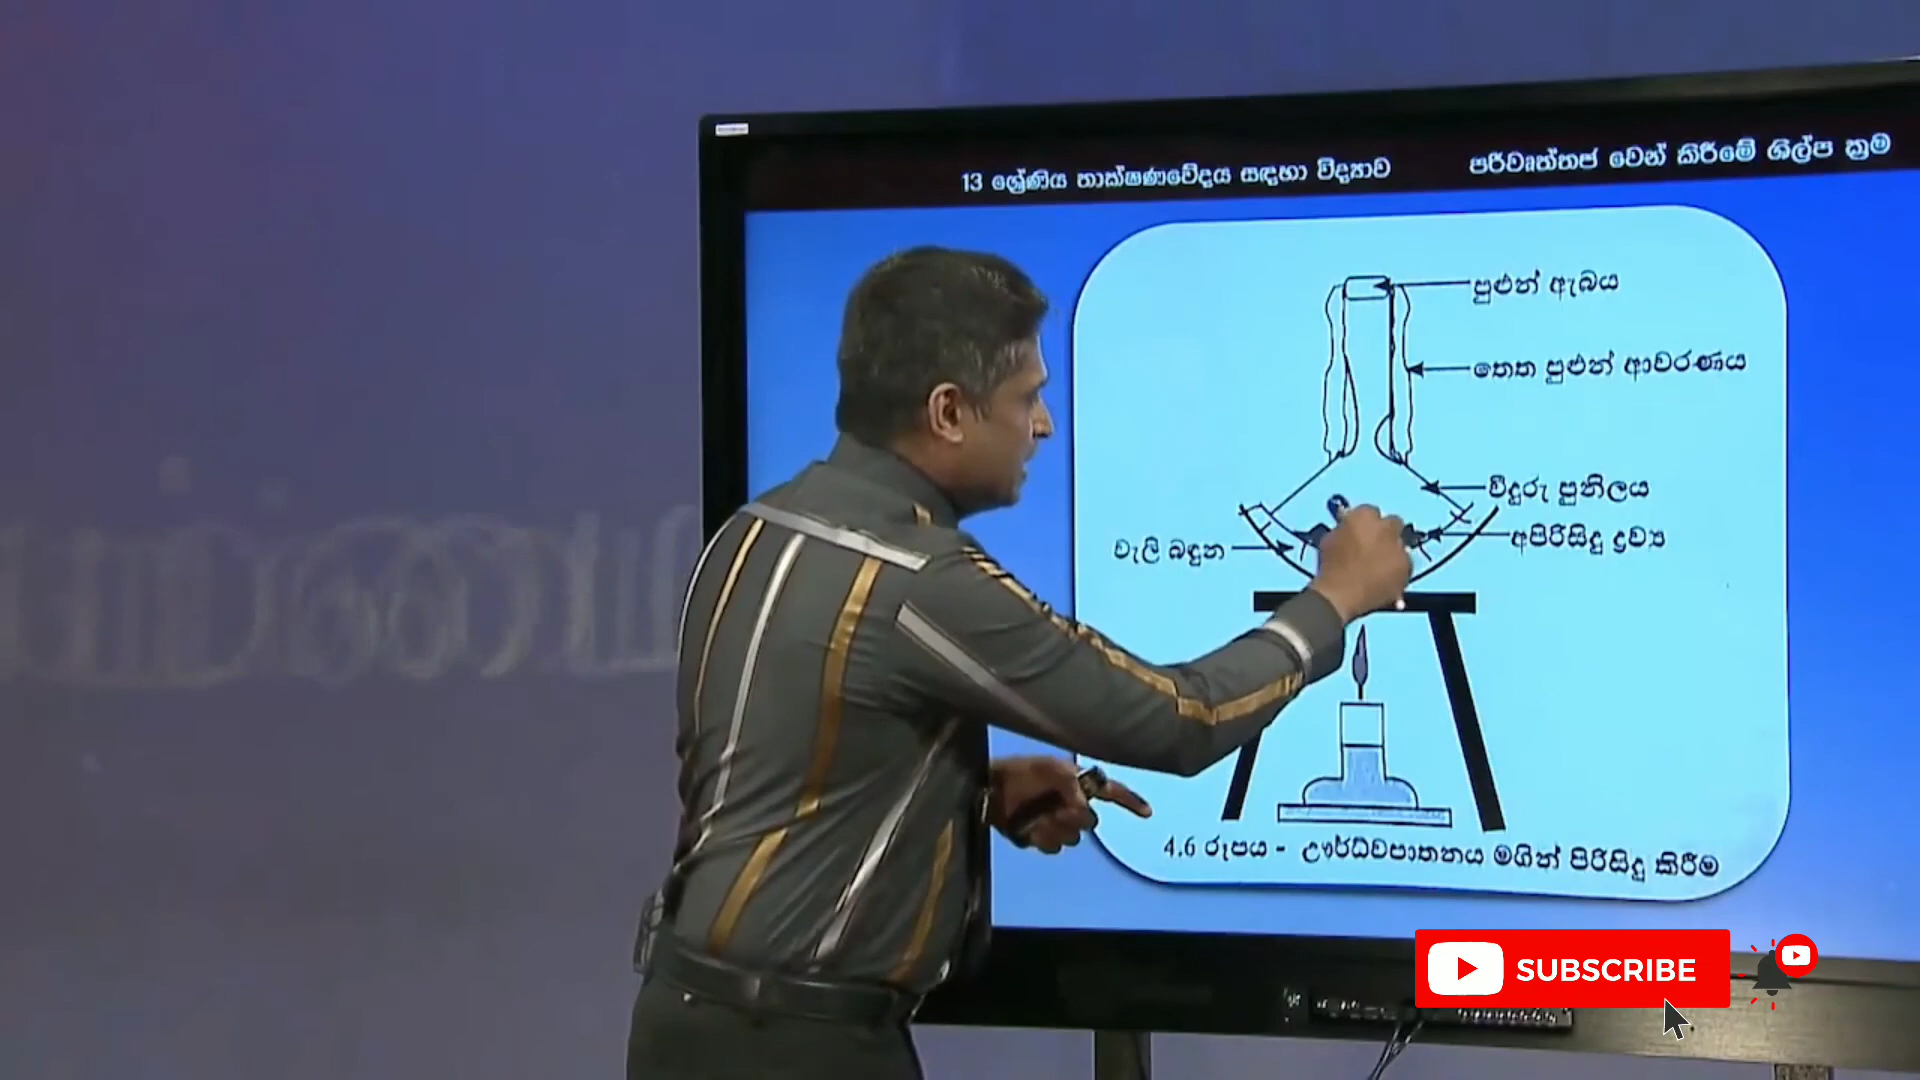 13 ශ්‍රේණිය තාක්ෂණවේදය සඳහා විද්‍යාව
පරිවෘත්තජ වෙන් කිරීමේ ශිල්ප ක්‍රම
පුළුන් ඇබය
තෙත පුළුන් ආවරණය
වීදුරු පුනිලය
අපිරිසිදු ද්‍රව්‍ය
වැලි බඳුන
4.6 රූපය - ඌර්ධ්වපාතනය මගින් පිරිසිදු කිරීම
SUBSCRIBE